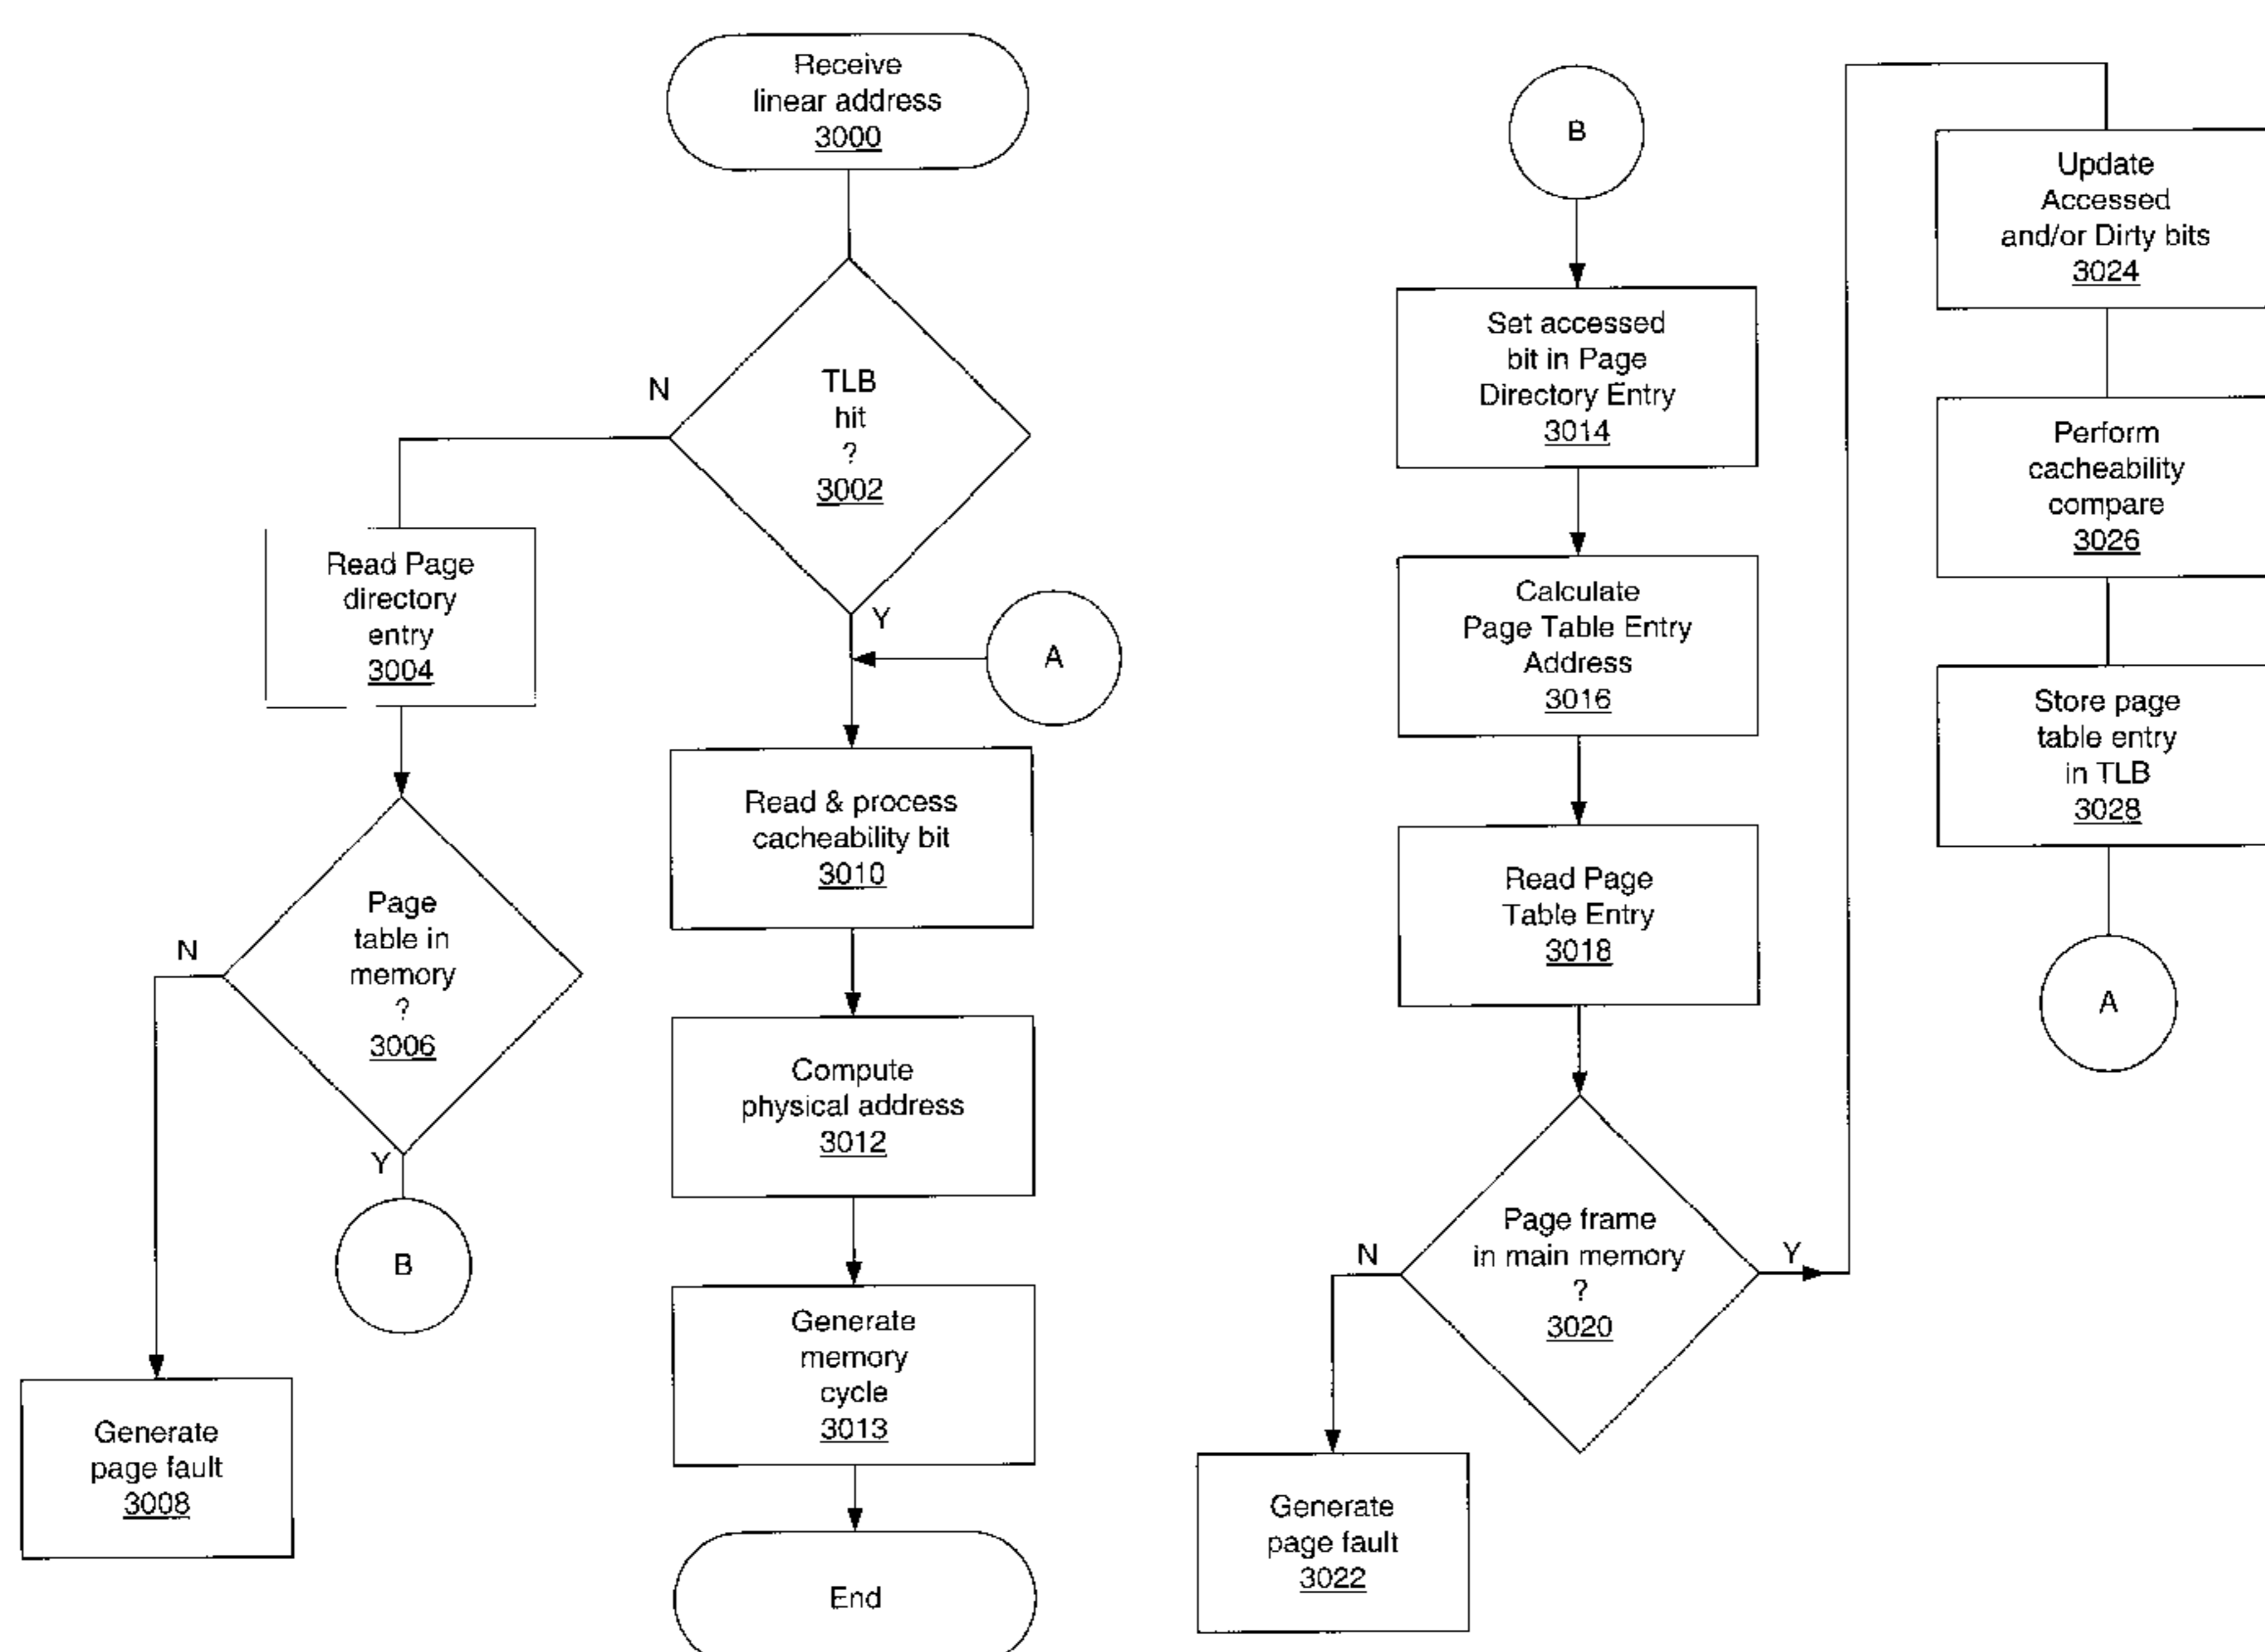 Receive
linear address
3000
TLB
hit
?
3002
N
Y
A
Read Page
directory
entry
3004
Page
table in
memory
?
3006
N
Y
B
Generate
page fault
3008
Read & process
cacheability bit
3010
Compute
physical address
3012
Generate
memory
cycle
3013
End
B
Set accessed
bit in Page
Directory Entry
3014
Calculate
Page Table Entry
Address
3016
Read Page
Table Entry
3018
Page frame
in main memory
?
3020
N
Y
Generate
page fault
3022
Update
Accessed
and/or Dirty bits
3024
Perform
cacheability
compare
3026
Store page
table entry
in TLB
3028
A